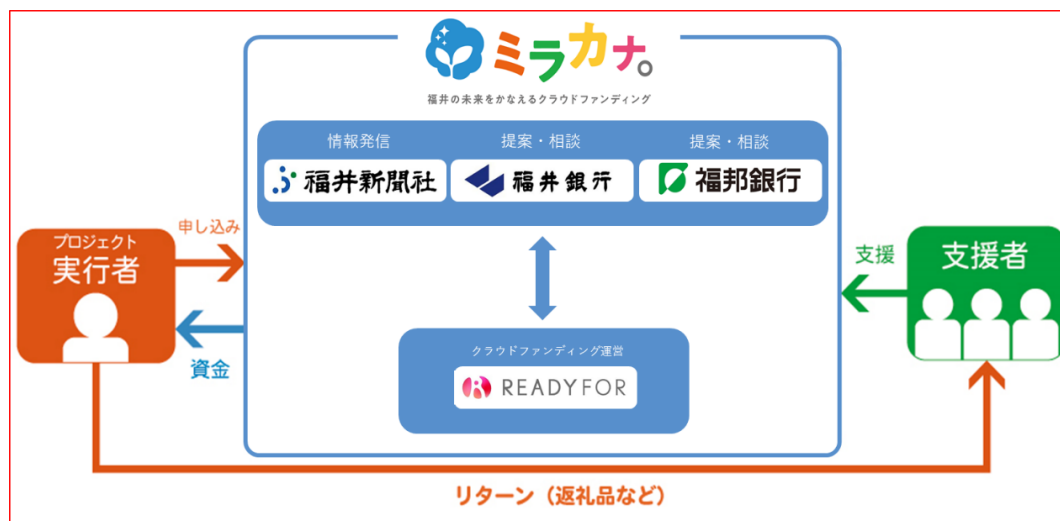 ミラカナ。
福井の未来をかなえるクラウドファンディング
情報発信
福井新聞社
提案・相談
福井銀行
提案・相談
福邦銀行
申し込み
プロジェクト
実行者
資金
支援
支援者
クラウドファンディング運営
READYFOR
リターン（返礼品など）